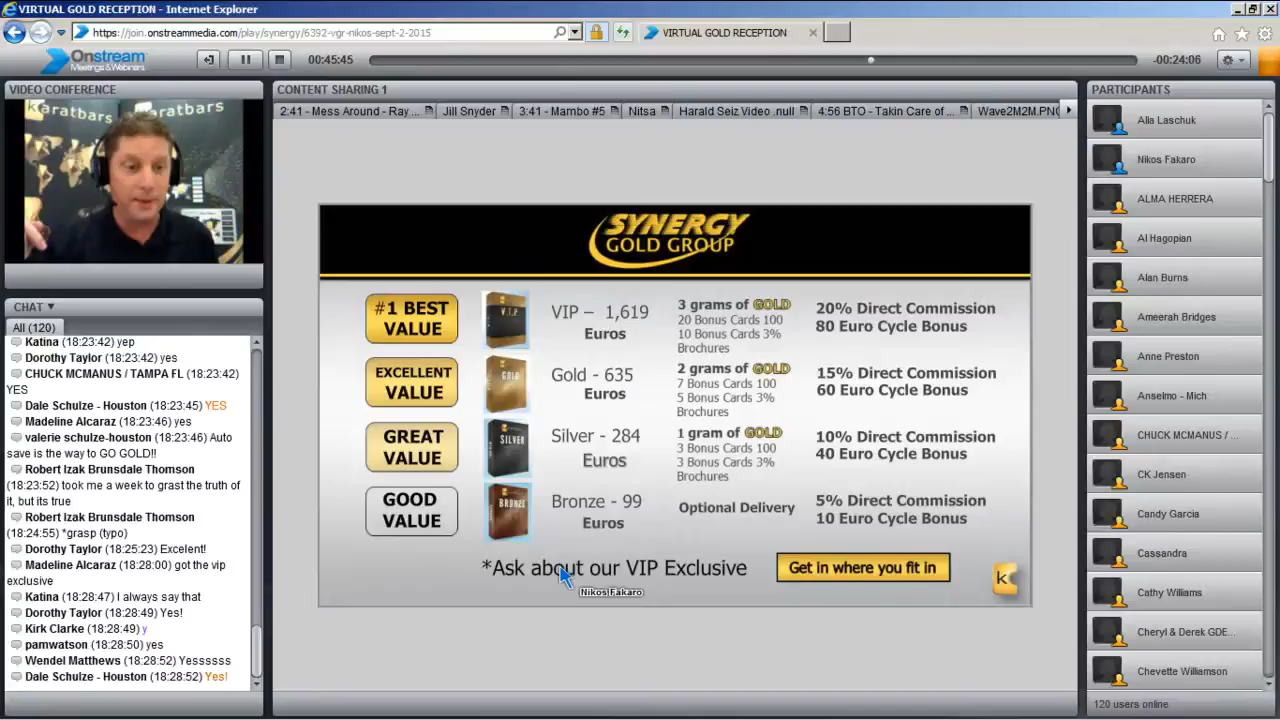 VIRTUAL GOLD RECEPTION - Internet Explorer
https://join.onstreammedia.com/play/synergy/6392-vgr-nikos-sept-2-2015
VIRTUAL GOLD RECEPTION
Onstream
Meetings & Webinars
00:45:45
-00:24:06
VIDEO CONFERENCE
karatbars
CHAT
All (120)
Katina (18:23:42) yep
Dorothy Taylor (18:23:42) yes
CHUCK MCMANUS / TAMPA FL (18:23:42)
YES
Dale Schulze - Houston (18:23:45) YES
Madeline Alcaraz (18:23:46) yes
valerie schulze-houston (18:23:46) Auto
save is the way to GO GOLD!!
Robert Izak Brunsdale Thomson
(18:23:52) took me a week to grast the truth of
it, but its true
Robert Izak Brunsdale Thomson
(18:24:55) *grasp (typo)
Dorothy Taylor (18:25:23) Excelent!
Madeline Alcaraz (18:28:00) got the vip
exclusive
Katina (18:28:47) I always say that
Dorothy Taylor (18:28:49) Yes!
Kirk Clarke (18:28:49) y
pamwatson (18:28:50) yes
Wendel Matthews (18:28:52) Yessssss
Dale Schulze - Houston (18:28:52) Yes!
CONTENT SHARING 1
2:41 - Mess Around - Ray ...
Jill Snyder
3:41 - Mambo #5
Nitsa
Harald Seiz Video .null
4:56 BTO - Takin Care of ...
Wave2M2M.PNG
SYNERGY
GOLD GROUP
#1 BEST
VALUE
V.I.P
VIP – 1,619
Euros
3 grams of GOLD
20 Bonus Cards 100
10 Bonus Cards 3%
Brochures
20% Direct Commission
80 Euro Cycle Bonus
EXCELLENT
VALUE
GOLD
Gold - 635
Euros
2 grams of GOLD
7 Bonus Cards 100
5 Bonus Cards 3%
Brochures
15% Direct Commission
60 Euro Cycle Bonus
GREAT
VALUE
SILVER
Silver - 284
Euros
1 gram of GOLD
3 Bonus Cards 100
3 Bonus Cards 3%
Brochures
10% Direct Commission
40 Euro Cycle Bonus
GOOD
VALUE
BRONZE
Bronze - 99
Euros
Optional Delivery
5% Direct Commission
10 Euro Cycle Bonus
*Ask about our VIP Exclusive
Get in where you fit in
K
Nikos Fakaro
PARTICIPANTS
Alla Laschuk
Nikos Fakaro
ALMA HERRERA
Al Hagopian
Alan Burns
Ameerah Bridges
Anne Preston
Anselmo - Mich
CHUCK MCMANUS / ...
CK Jensen
Candy Garcia
Cassandra
Cathy Williams
Cheryl & Derek GDE...
Chevette Williamson
120 users online